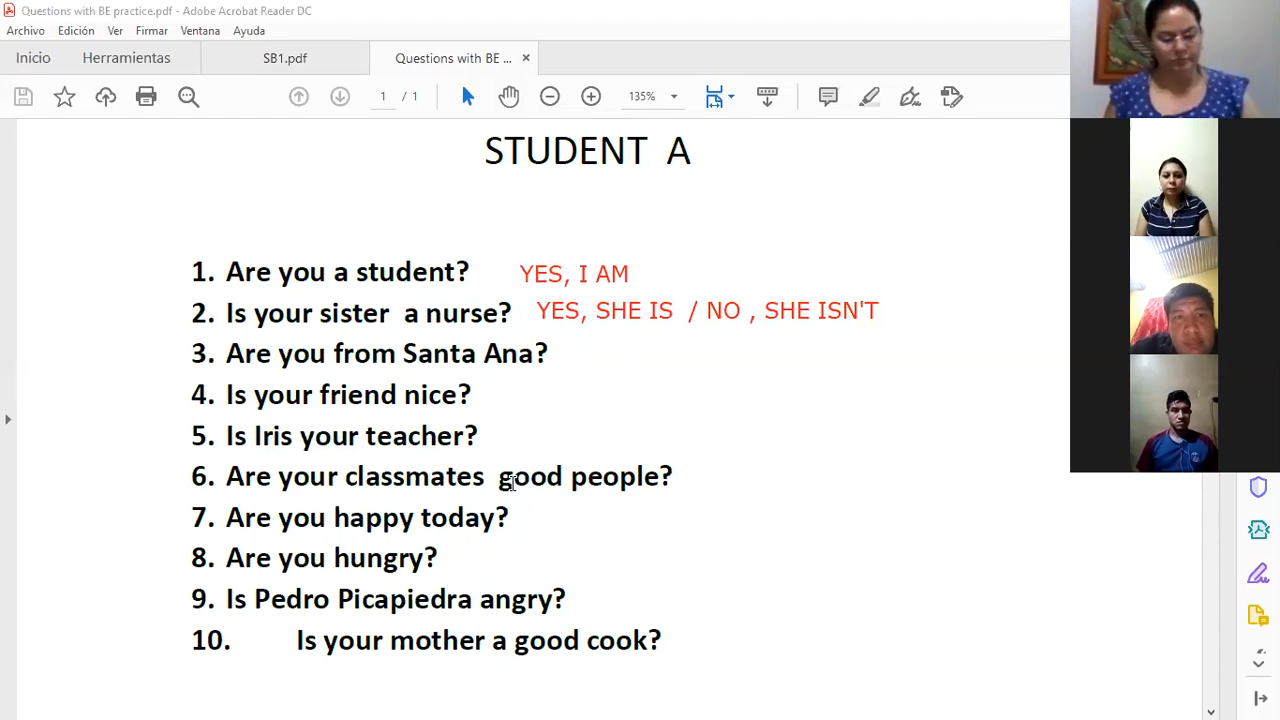 Questions with BE practice.pdf - Adobe Acrobat Reader DC
Archivo Edición Ver Firmar Ventana Ayuda
Inicio Herramientas SB1.pdf Questions with BE ... ×
1 / 1 135%
STUDENT A
1. Are you a student? YES, I AM
2. Is your sister a nurse? YES, SHE IS / NO , SHE ISN'T
3. Are you from Santa Ana?
4. Is your friend nice?
5. Is Iris your teacher?
6. Are your classmates good people?
7. Are you happy today?
8. Are you hungry?
9. Is Pedro Picapiedra angry?
10. Is your mother a good cook?